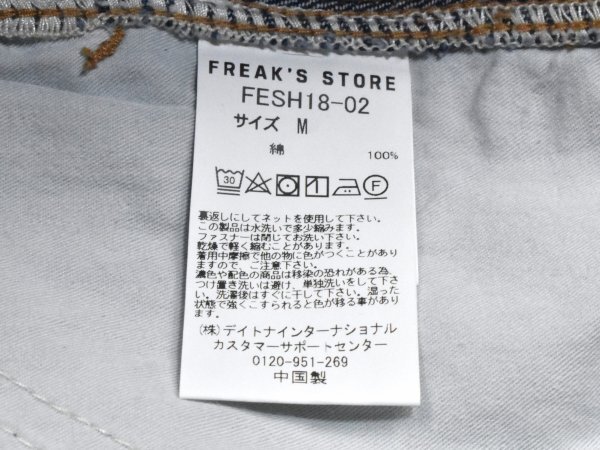 FREAK'S STORE
FESH18-02
サイズ M
綿 100%
30
F
裏返しにしてネットを使用して下さい。
この製品は水洗いで多少縮みます。
ファスナーは閉じてお洗い下さい。
乾燥で軽く縮むことがあります。
着用中摩擦で他の物に色がつくことがあり
ますので、ご注意下さい。
濃色や配色の商品は移染の恐れがある為、
つけ置き洗いは避け、単独洗いをして下さ
い。洗濯後はすぐに干して下さい。湿った
状態で強くこすられると色が移る事があり
ます。
(株)デイトナインターナショナル
カスタマーサポートセンター
0120-951-269
中国製